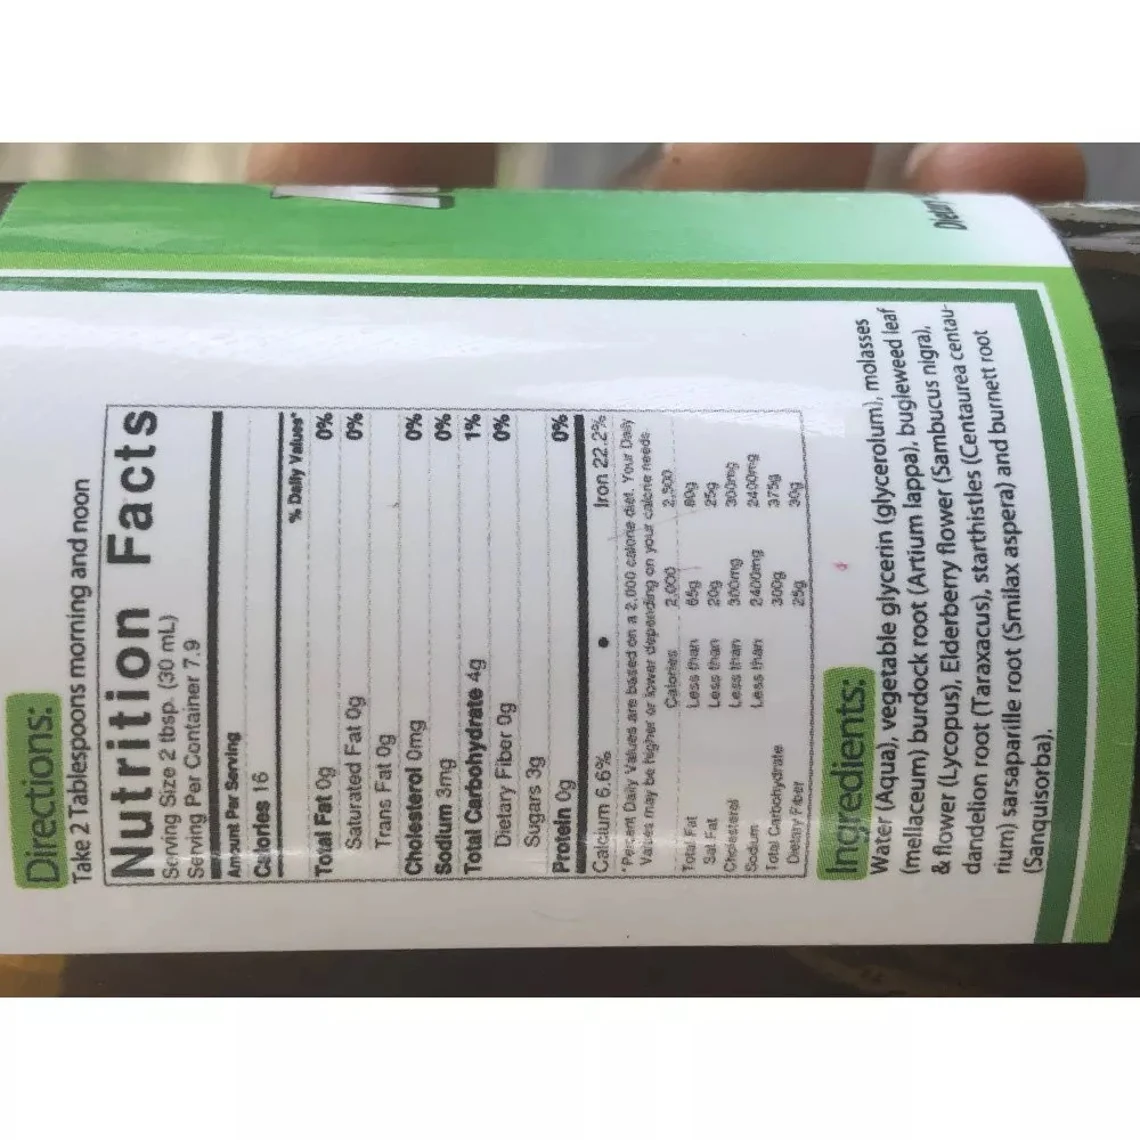 Dietary
Directions:
Take 2 Tablespoons morning and noon
Nutrition Facts
Serving Size 2 tbsp. (30 mL)
Serving Per Container 7.9
Amount Per Serving
Calories 16
% Daily Values*
Total Fat 0g 0%
Saturated Fat 0g 0%
Trans Fat 0g
Cholesterol 0mg 0%
Sodium 3mg 0%
Total Carbohydrate 4g 1%
Dietary Fiber 0g 0%
Sugars 3g
Protein 0g 0%
Calcium 6.6% • Iron 22.2%
*Percent Daily Values are based on a 2,000 calorie diet. Your Daily
Values may be higher or lower depending on your calorie needs.
Calories 2,000 2,500
Total Fat Less than 65g 80g
Sat Fat Less than 20g 25g
Cholesterol Less than 300mg 300mg
Sodium Less than 2400mg 2400mg
Total Carbohydrate 300g 375g
Dietary Fiber 25g 30g
Ingredients:
Water (Aqua), vegetable glycerin (glycerolum), molasses
(mellaceum) burdock root (Artium lappa), bugleweed leaf
& flower (Lycopus), Elderberry flower (Sambucus nigra),
dandelion root (Taraxacus), starthistles (Centaurea centau-
rium) sarsaparille root (Smilax aspera) and burnett root
(Sanquisorba).